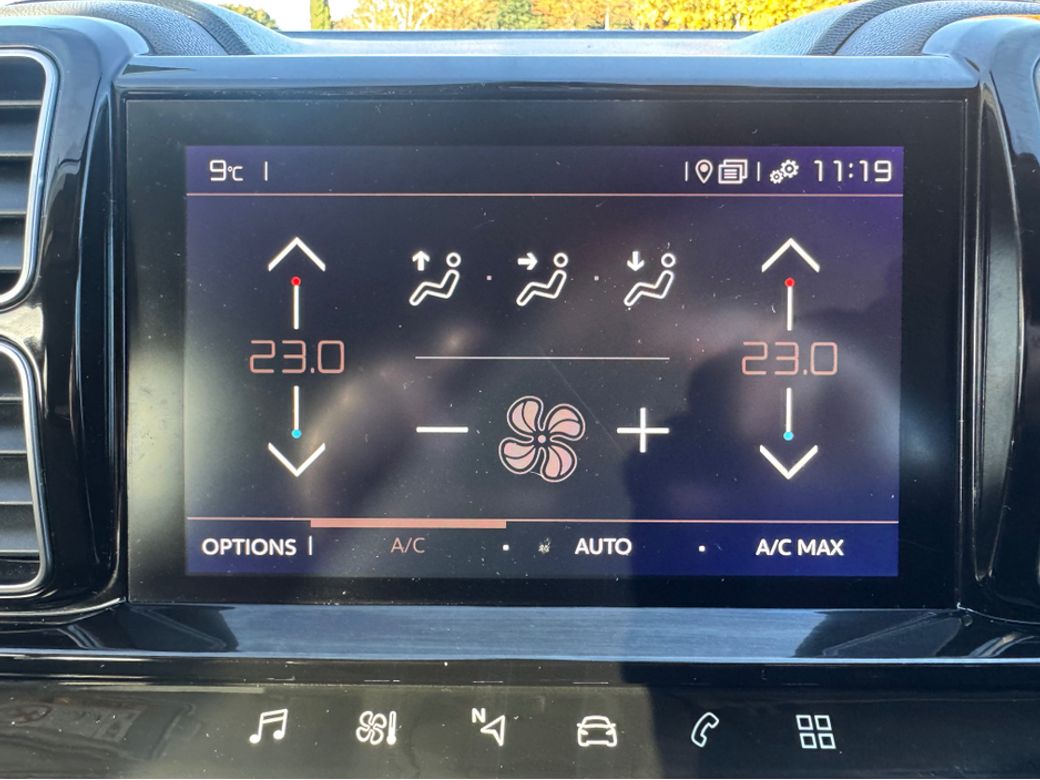 9°C 11:19
23.0 23.0
OPTIONS A/C AUTO A/C MAX
N